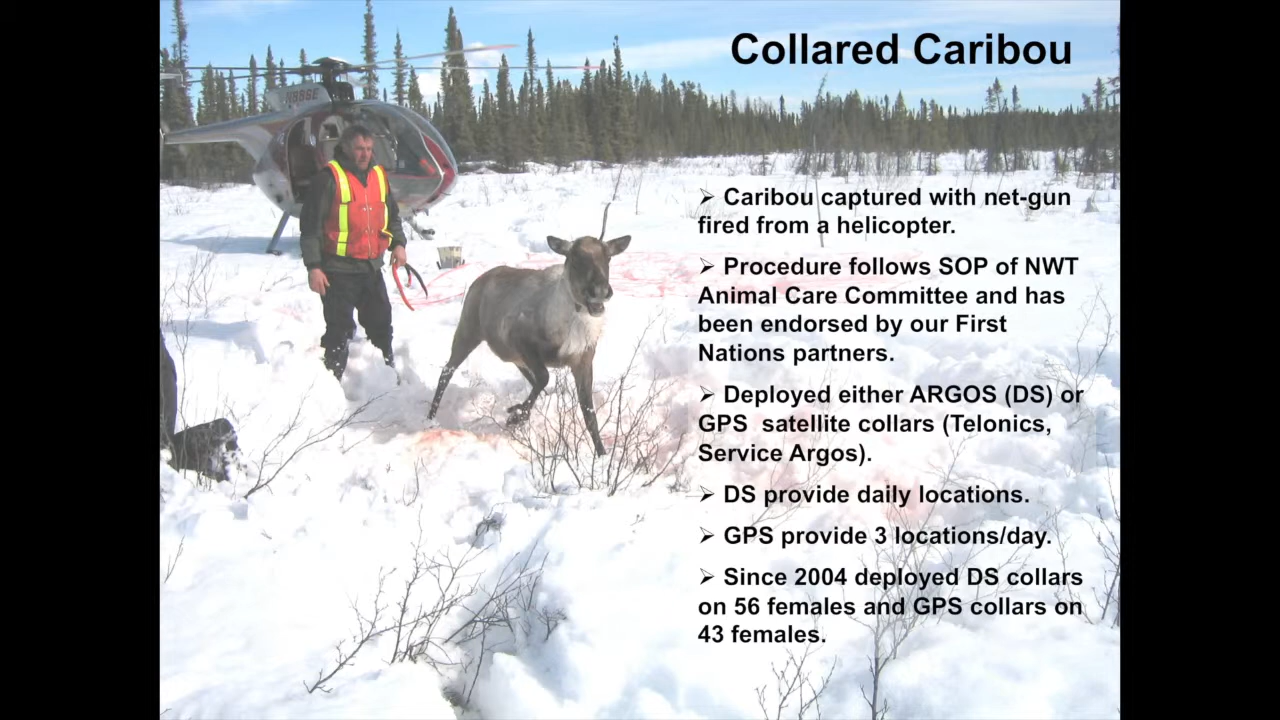 Collared Caribou
➢ Caribou captured with net-gun
fired from a helicopter.
➢ Procedure follows SOP of NWT
Animal Care Committee and has
been endorsed by our First
Nations partners.
➢ Deployed either ARGOS (DS) or
GPS satellite collars (Telonics,
Service Argos).
➢ DS provide daily locations.
➢ GPS provide 3 locations/day.
➢ Since 2004 deployed DS collars
on 56 females and GPS collars on
43 females.